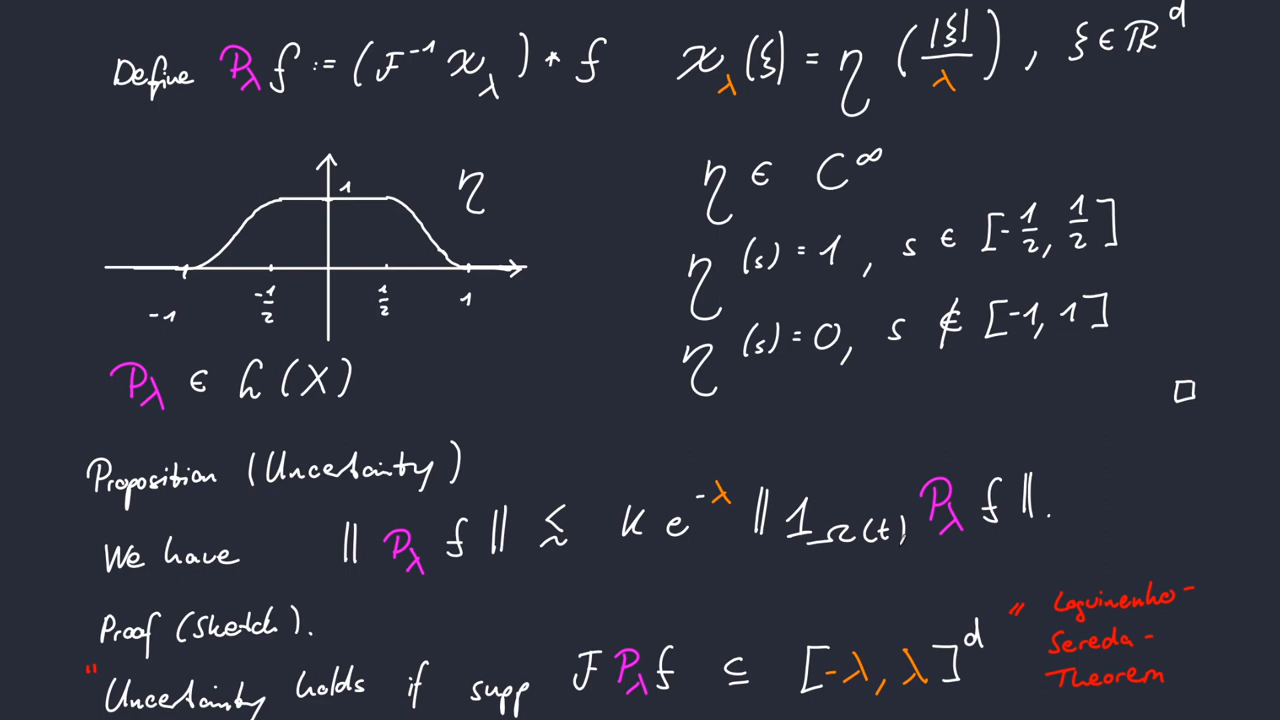 Define P_λ f := (F^{-1} χ_λ) * f    χ_λ(ξ) = η (|ξ|/λ), ξ ∈ ℝ^d
1 η
η ∈ C^∞
η(s) = 1, s ∈ [-1/2, 1/2]
-1 -1/2 1/2 1
η(s) = 0, s ∉ [-1, 1]
P_λ ∈ h(X)
□
Proposition (Uncertainty)
We have ‖ P_λ f ‖ ≲ K e^{-λ} ‖ 1_{Ω(t)} P_λ f ‖.
Proof (Sketch).
" Uncertainty holds if supp F P_λ f ⊆ [-λ, λ]^d "
Loguinenko-
Sereda-
Theorem